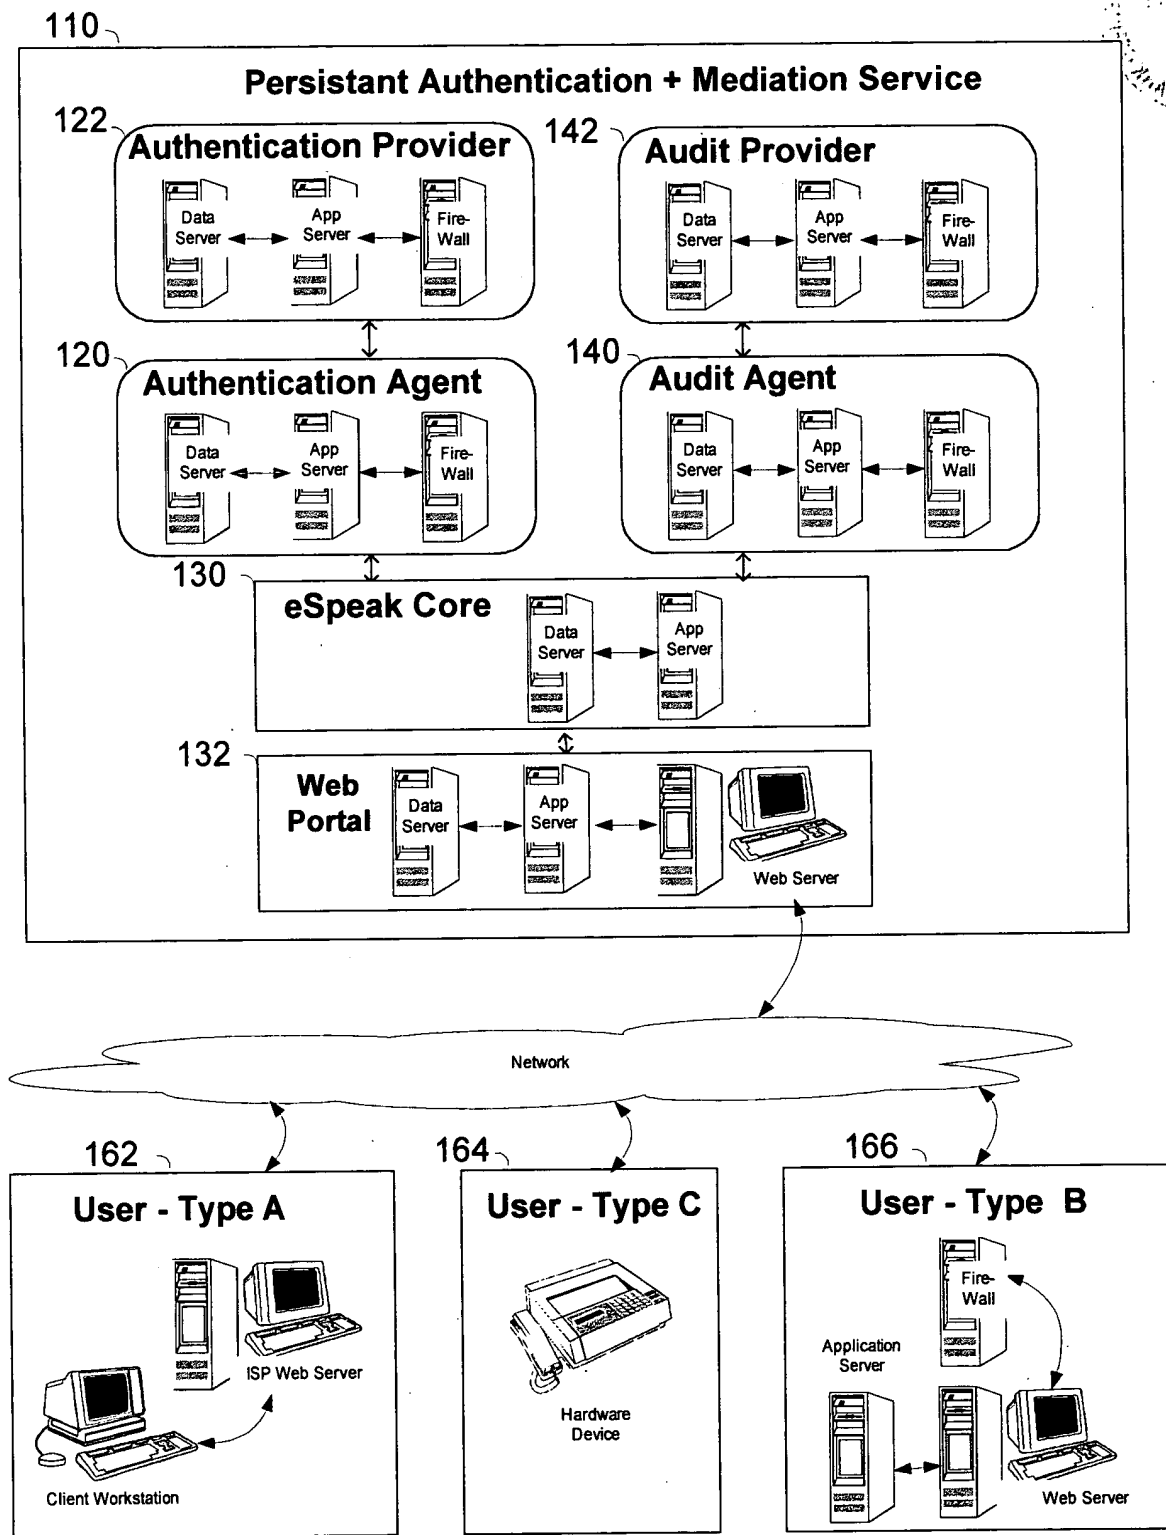 110
Persistant Authentication + Mediation Service
122
Authentication Provider
Data
Server
App
Server
Fire-
Wall
142
Audit Provider
Data
Server
App
Server
Fire-
Wall
120
Authentication Agent
Data
Server
App
Server
Fire-
Wall
140
Audit Agent
Data
Server
App
Server
Fire-
Wall
130
eSpeak Core
Data
Server
App
Server
132
Web
Portal
Data
Server
App
Server
Web Server
Network
162
User - Type A
ISP Web Server
Client Workstation
164
User - Type C
Hardware
Device
166
User - Type B
Fire-
Wall
Application
Server
Web Server